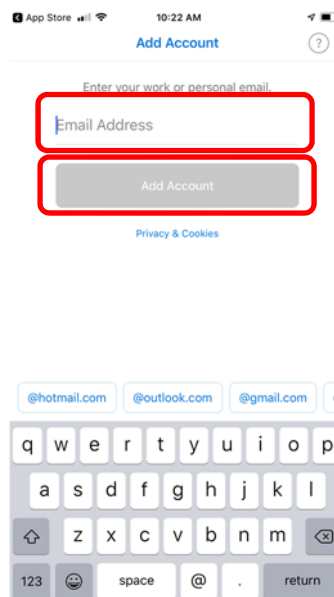 App Store 10:22 AM
Add Account ?
Enter your work or personal email.
Email Address
Add Account
Privacy & Cookies
@hotmail.com @outlook.com @gmail.com
q w e r t y u i o p
a s d f g h j k l
z x c v b n m
123 space @ . return